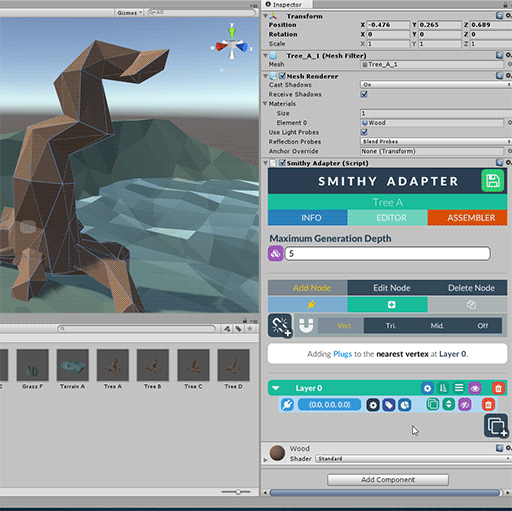 Inspector
Gizmos
All
Transform
Position X -0.476 Y 0.265 Z 0.689
Rotation X 0 Y 0 Z 0
Scale X 1 Y 1 Z 1
Tree_A_1 (Mesh Filter)
Mesh Tree_A_1
Mesh Renderer
Cast Shadows On
Receive Shadows
Materials
Size 1
Element 0 Wood
Use Light Probes
Reflection Probes Blend Probes
Anchor Override None (Transform)
Smithy Adapter (Script)
SMITHY ADAPTER
Tree A
INFO EDITOR ASSEMBLER
Maximum Generation Depth
5
Add Node Edit Node Delete Node
Vert. Tri. Mid. Off
Adding Plugs to the nearest vertex at Layer 0.
Layer 0
(0.0, 0.0, 0.0)
Wood
Shader Standard
Add Component
E Grass F Terrain A Tree A Tree B Tree C Tree D